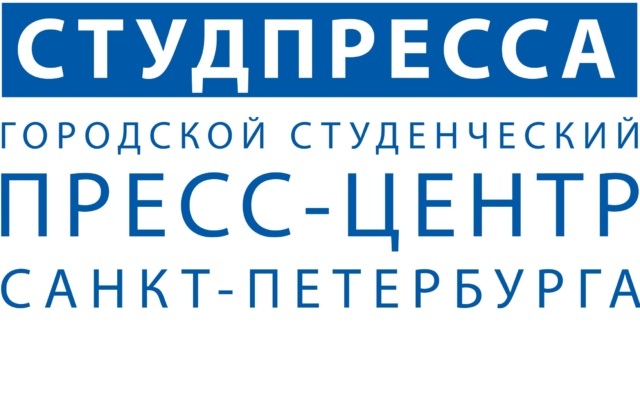 СТУДПРЕССА
ГОРОДСКОЙ СТУДЕНЧЕСКИЙ
ПРЕСС-ЦЕНТР
САНКТ-ПЕТЕРБУРГА